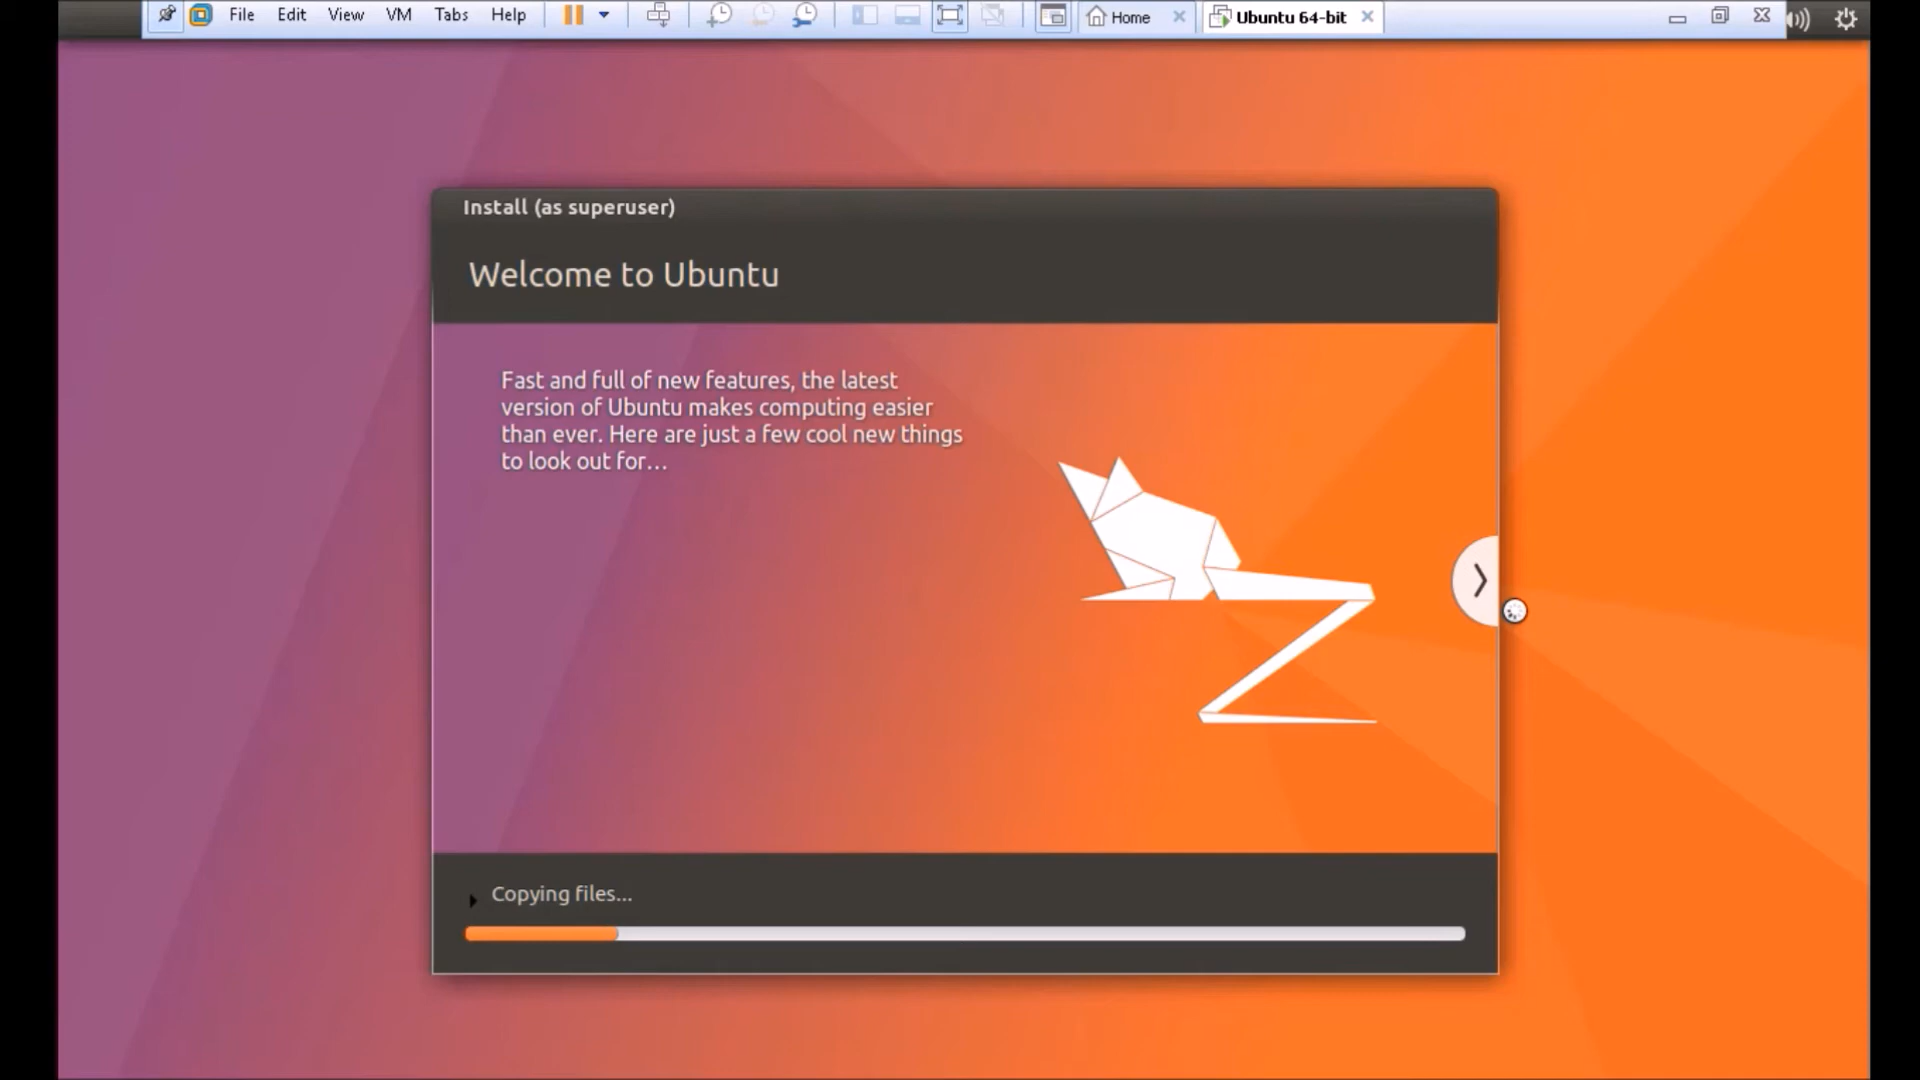 File Edit View VM Tabs Help Home Ubuntu 64-bit
Install (as superuser)
Welcome to Ubuntu
Fast and full of new features, the latest
version of Ubuntu makes computing easier
than ever. Here are just a few cool new things
to look out for...
Copying files...